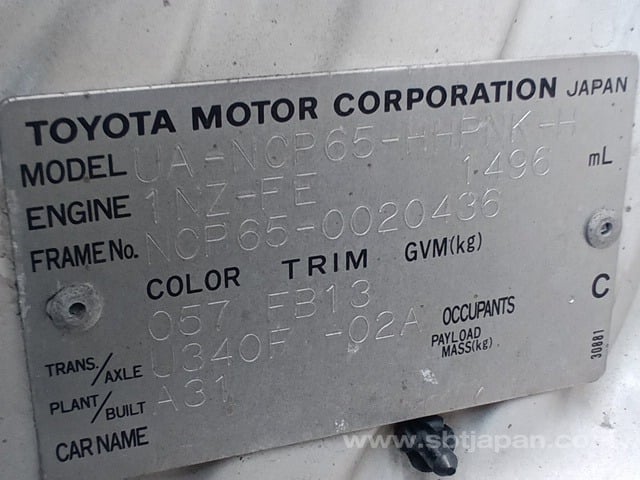 TOYOTA MOTOR CORPORATION JAPAN
MODEL UA-NCP65-HHPNK-H
ENGINE 1NZ-FE 1496 mL
FRAME No. NCP65-0020436
COLOR TRIM GVM(kg)
057 FB13 C
TRANS./AXLE U340F -02A OCCUPANTS
PAYLOAD
MASS(kg)
PLANT/BUILT A31
CAR NAME
30881
www.sbtjapan.c